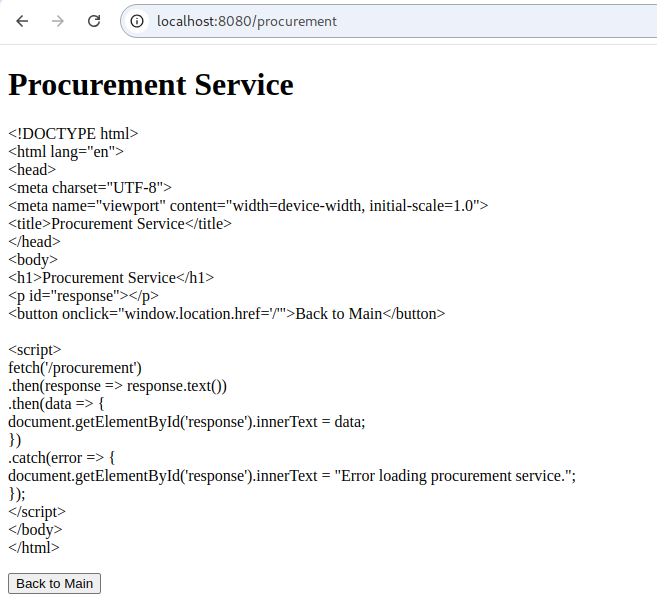 localhost:8080/procurement
Procurement Service
<!DOCTYPE html>
<html lang="en">
<head>
<meta charset="UTF-8">
<meta name="viewport" content="width=device-width, initial-scale=1.0">
<title>Procurement Service</title>
</head>
<body>
<h1>Procurement Service</h1>
<p id="response"></p>
<button onclick="window.location.href='/'">Back to Main</button>
<script>
fetch('/procurement')
.then(response => response.text())
.then(data => {
document.getElementById('response').innerText = data;
})
.catch(error => {
document.getElementById('response').innerText = "Error loading procurement service.";
});
</script>
</body>
</html>
Back to Main